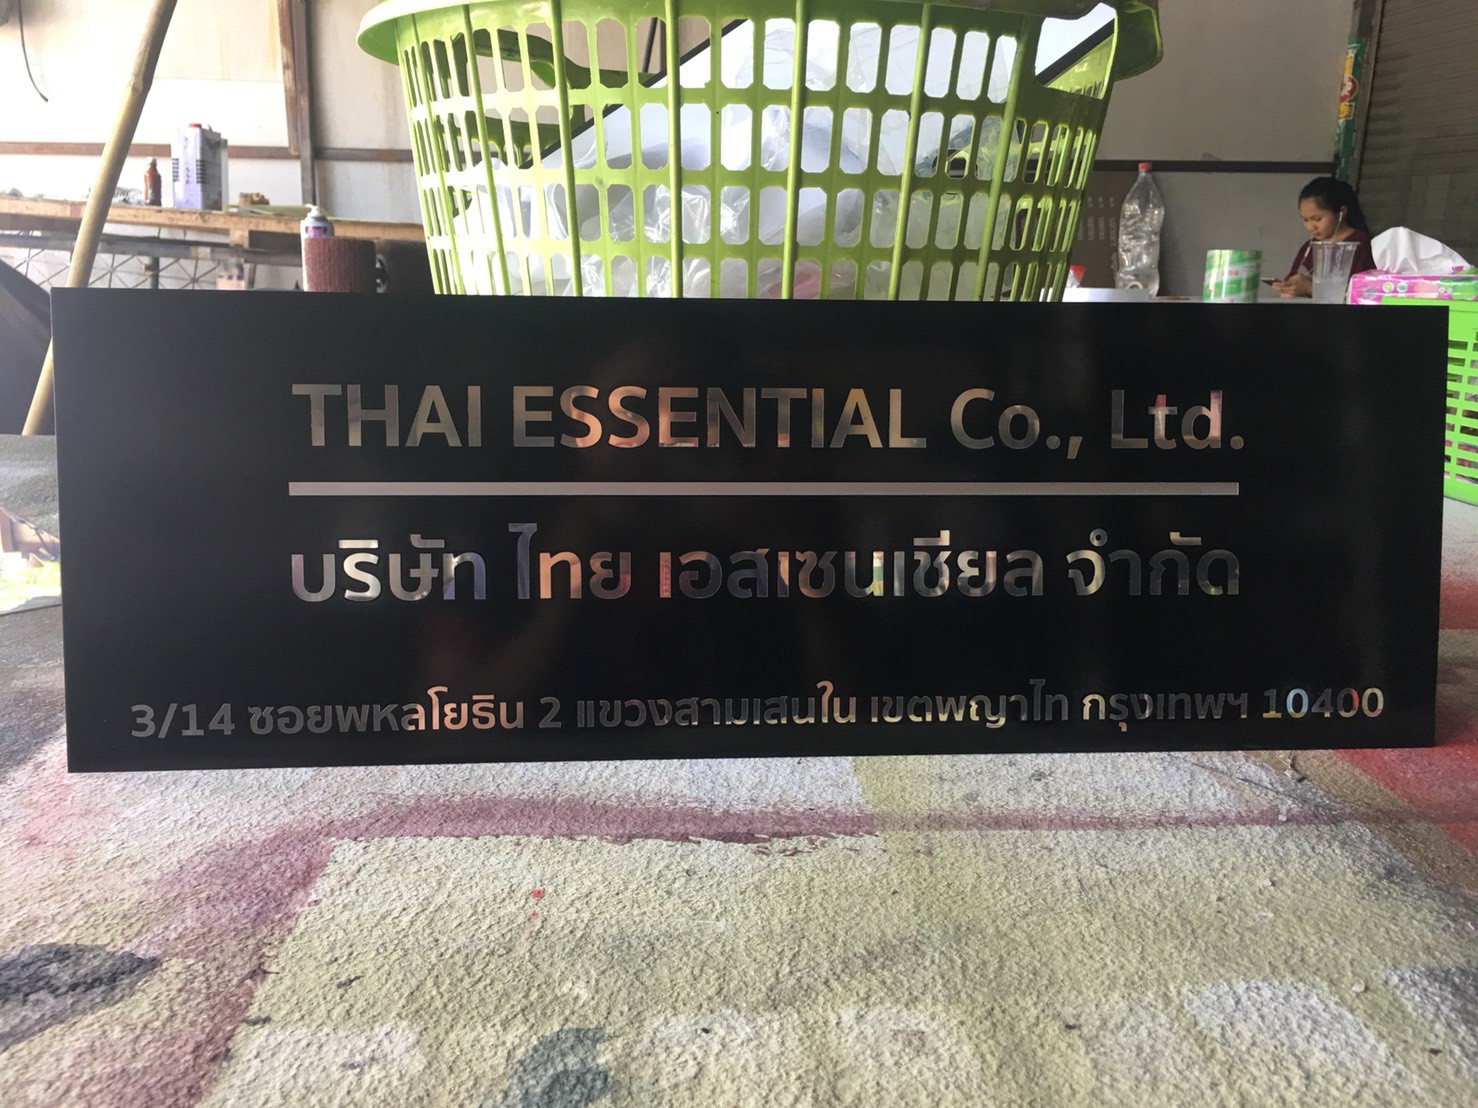 THAI ESSENTIAL Co., Ltd.
บริษัท ไทย เอสเซนเชียล จำกัด
3/14 ซอยพหลโยธิน 2 แขวงสามเสนใน เขตพญาไท กรุงเทพฯ 10400